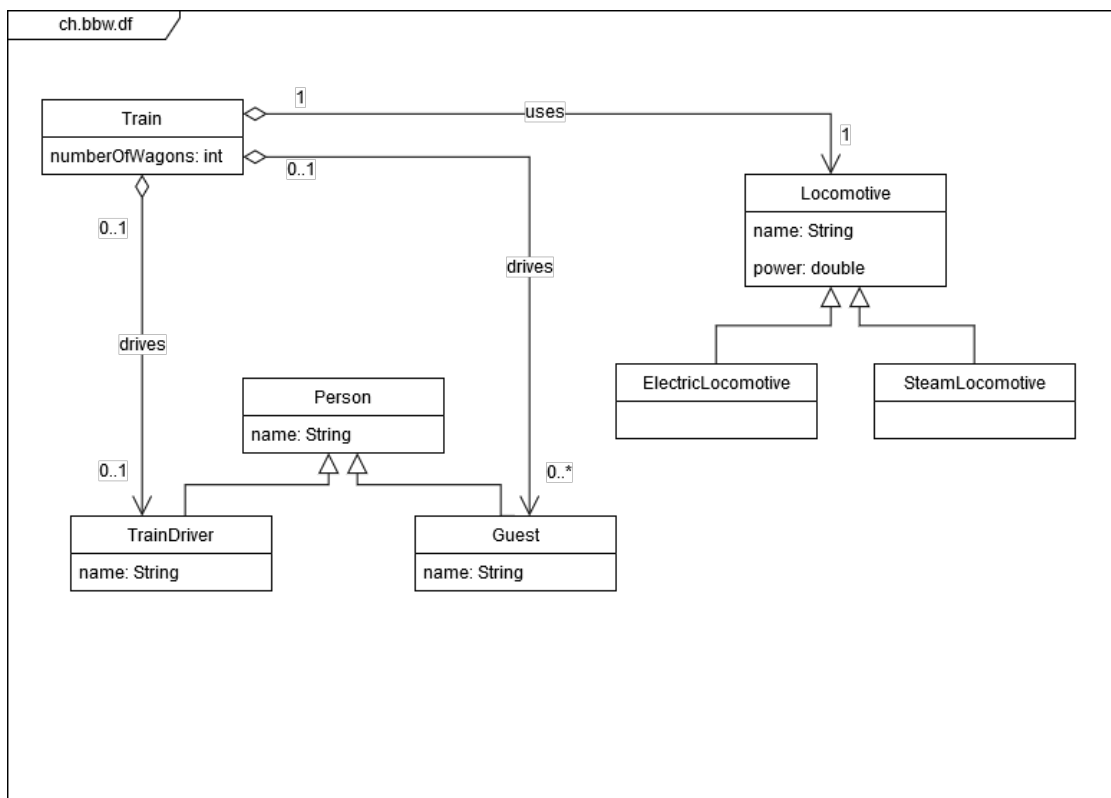 ch.bbw.df
Train
numberOfWagons: int
1
uses
1
0..1
drives
0..*
0..1
drives
0..1
Locomotive
name: String
power: double
ElectricLocomotive
SteamLocomotive
Person
name: String
TrainDriver
name: String
Guest
name: String